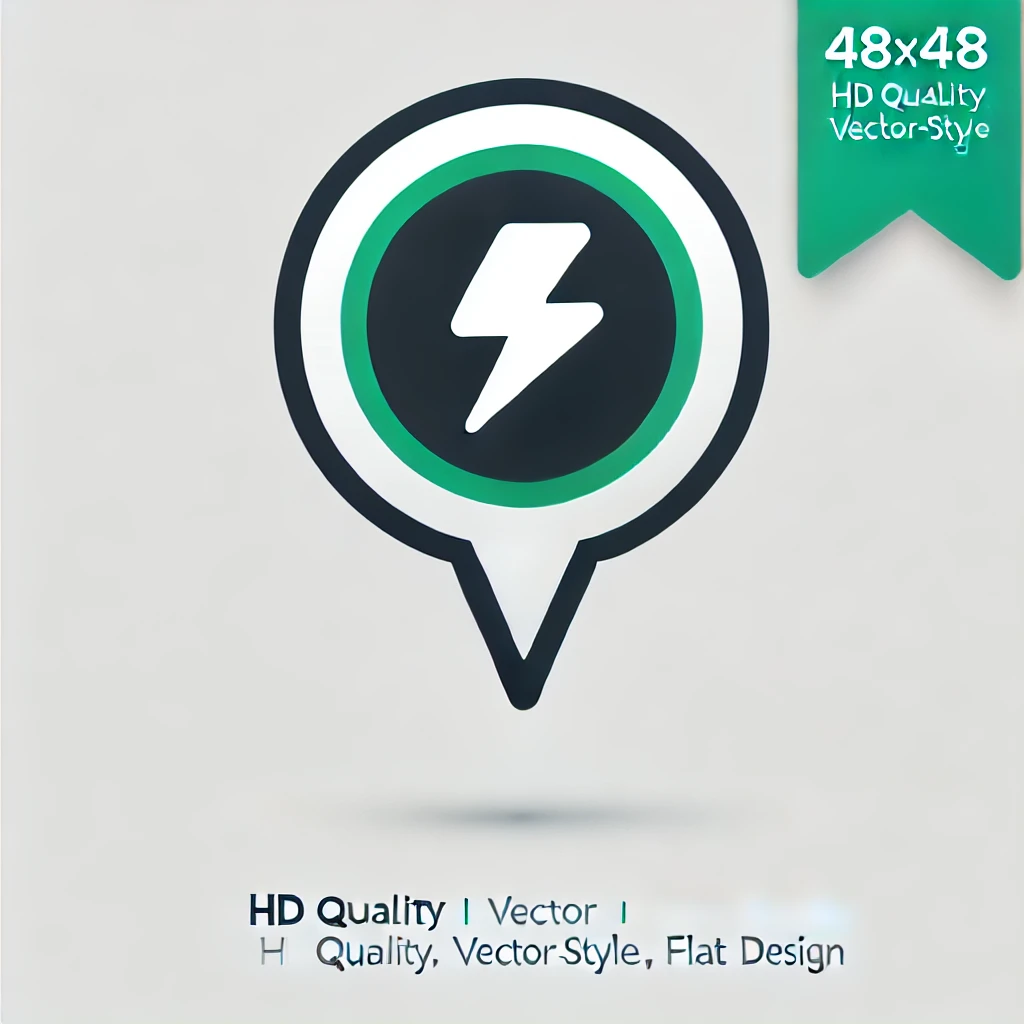 48x48
HD Quality
Vector-Style
HD Quality | Vector |
H Quality, Vector-Style, Flat Design